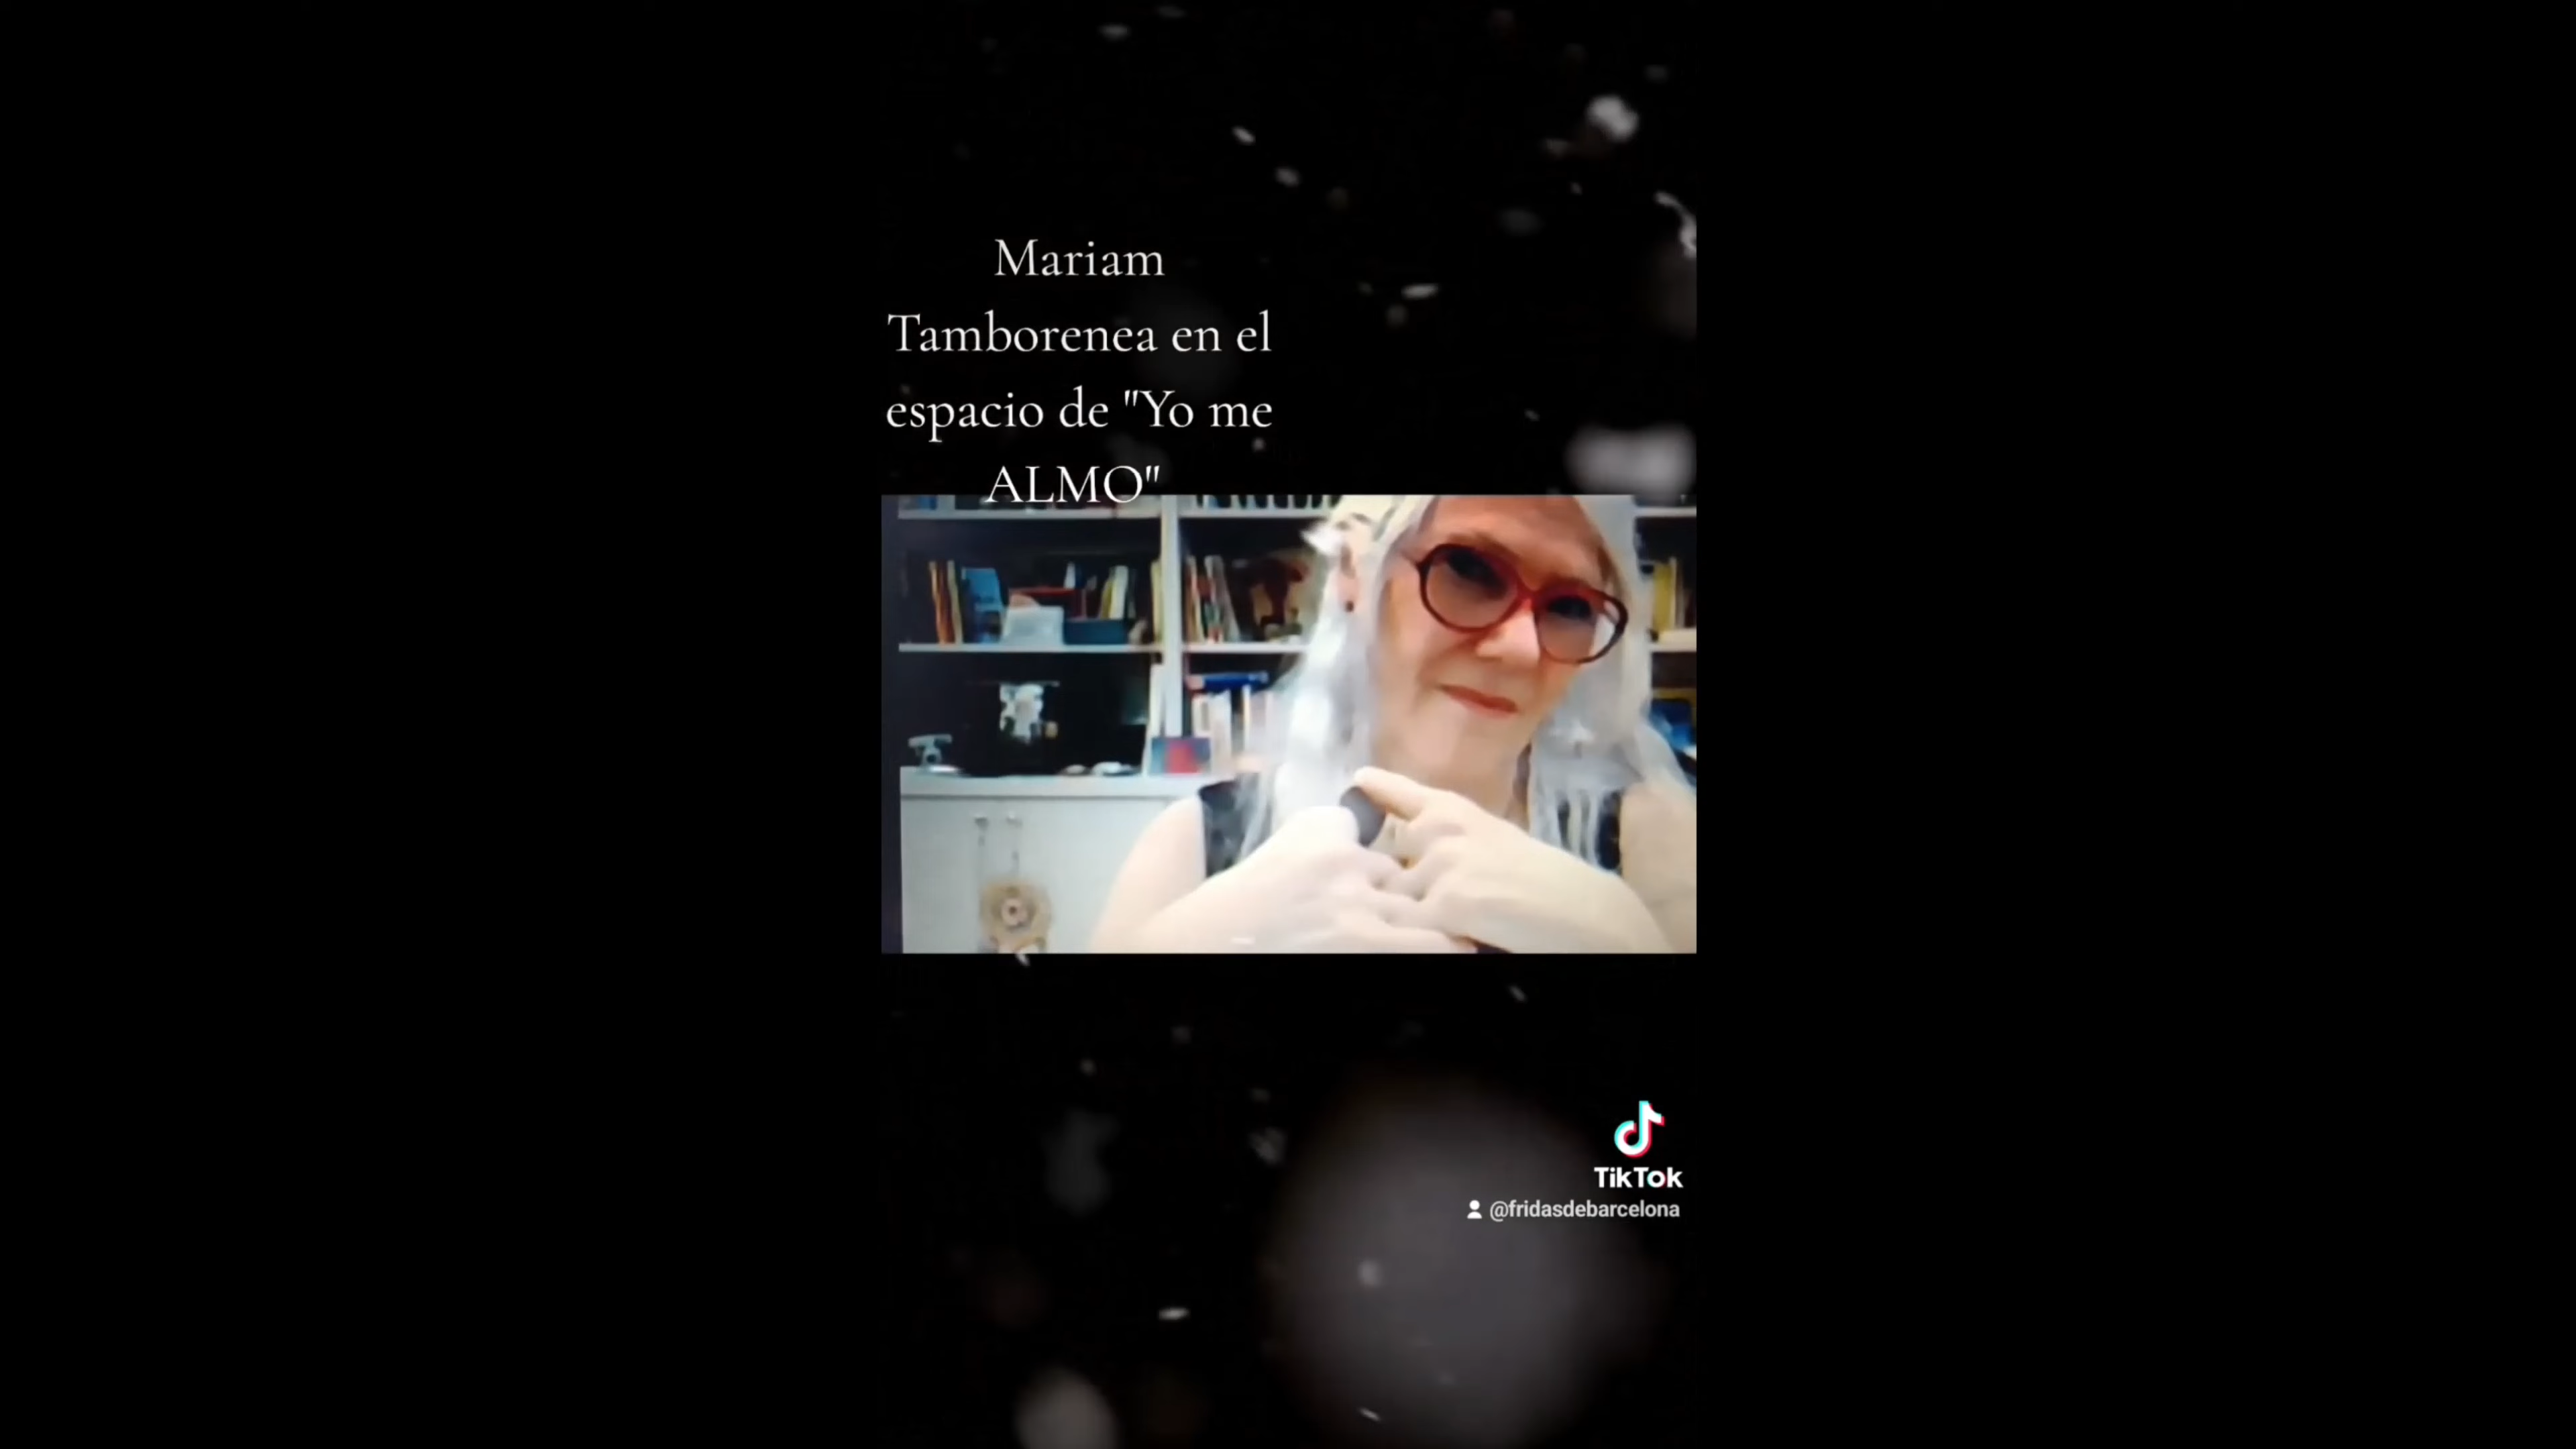 Mariam
Tamborenea en el
espacio de "Yo me
ALMO"
TikTok
@fridasdebarcelona